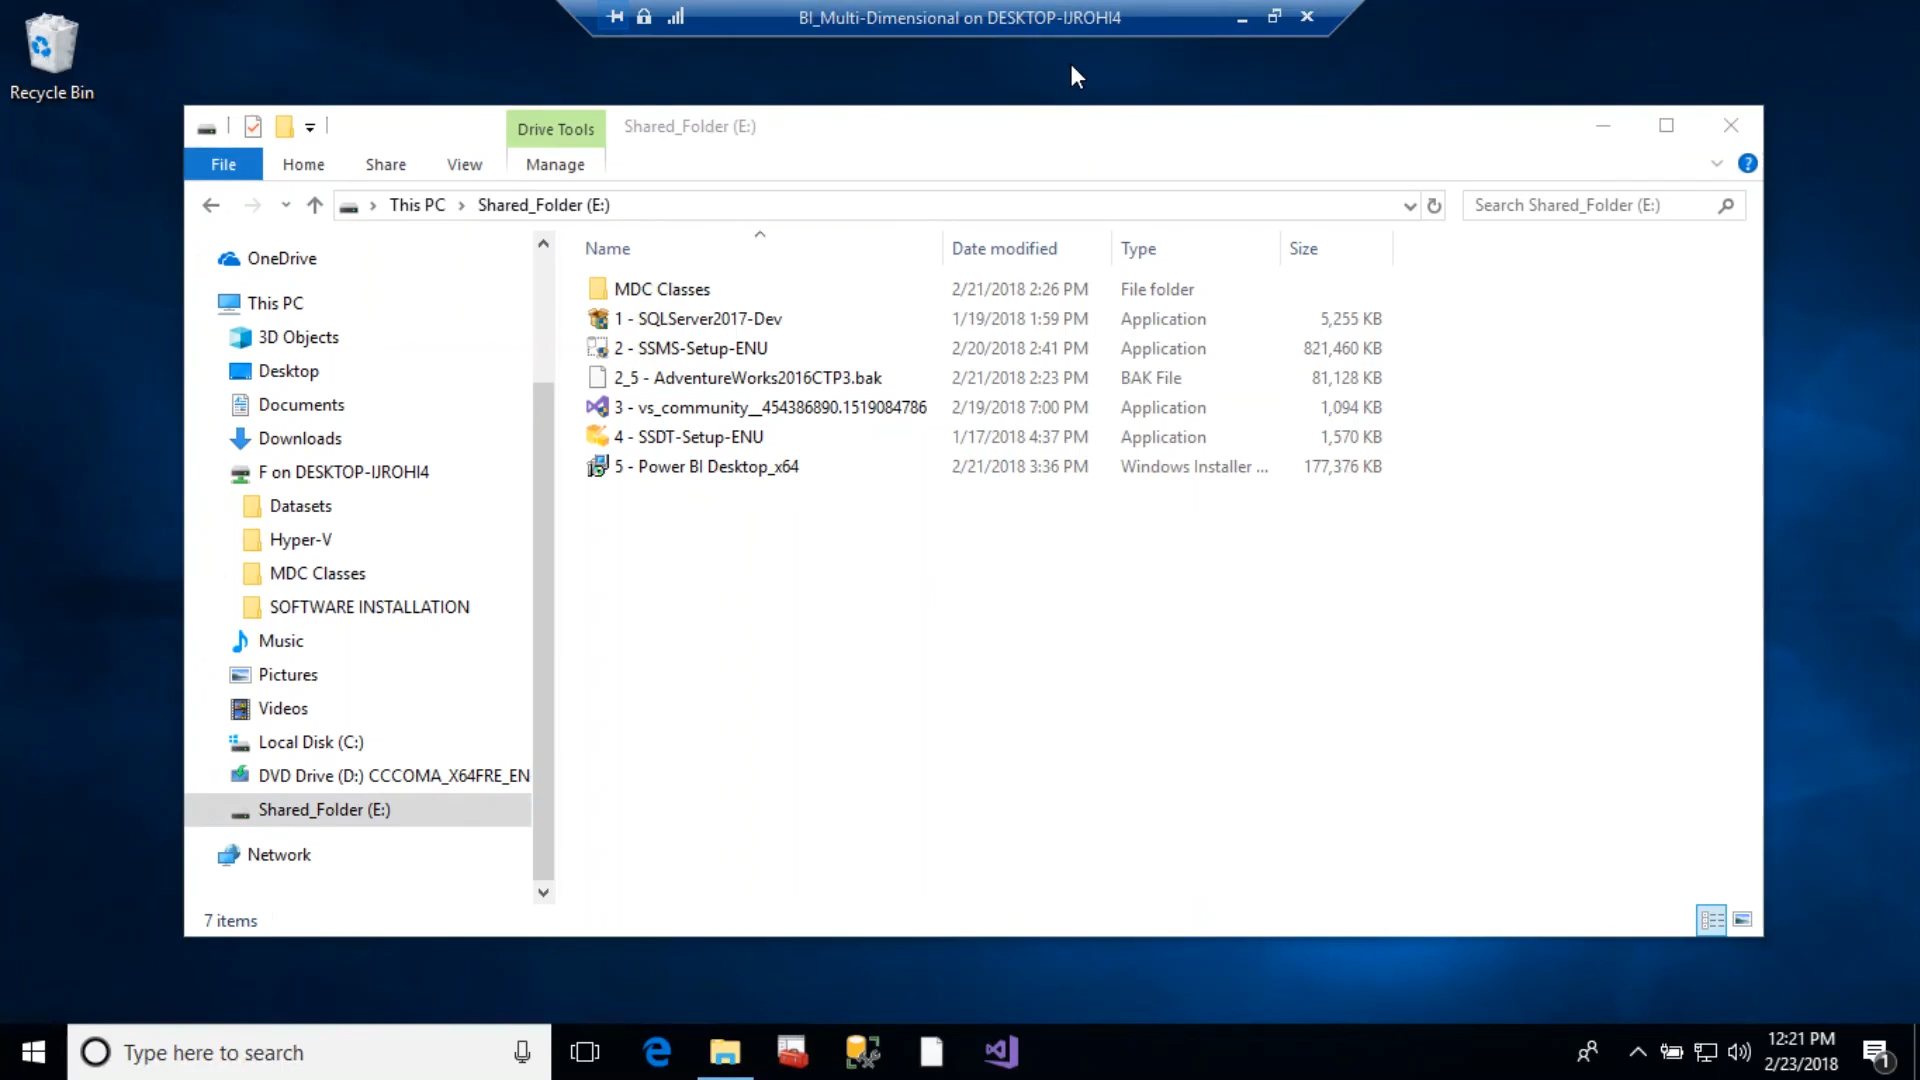 BI_Multi-Dimensional on DESKTOP-IJROHI4
Recycle Bin
Drive Tools
Shared_Folder (E:)
File
Home
Share
View
Manage
This PC
Shared_Folder (E:)
Search Shared_Folder (E:)
Name
Date modified
Type
Size
MDC Classes 2/21/2018 2:26 PM File folder
1 - SQLServer2017-Dev 1/19/2018 1:59 PM Application 5,255 KB
2 - SSMS-Setup-ENU 2/20/2018 2:41 PM Application 821,460 KB
2_5 - AdventureWorks2016CTP3.bak 2/21/2018 2:23 PM BAK File 81,128 KB
3 - vs_community__454386890.1519084786 2/19/2018 7:00 PM Application 1,094 KB
4 - SSDT-Setup-ENU 1/17/2018 4:37 PM Application 1,570 KB
5 - Power BI Desktop_x64 2/21/2018 3:36 PM Windows Installer ... 177,376 KB
OneDrive
This PC
3D Objects
Desktop
Documents
Downloads
F on DESKTOP-IJROHI4
Datasets
Hyper-V
MDC Classes
SOFTWARE INSTALLATION
Music
Pictures
Videos
Local Disk (C:)
DVD Drive (D:) CCCOMA_X64FRE_EN
Shared_Folder (E:)
Network
7 items
Type here to search
12:21 PM
2/23/2018
1